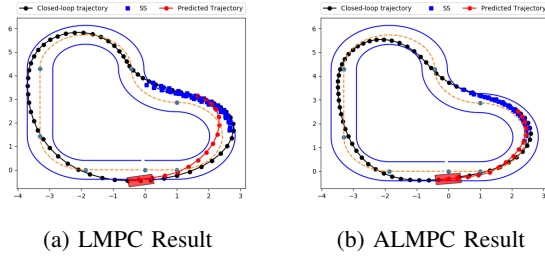 Closed-loop trajectory SS Predicted Trajectory
6
5
4
3
2
1
0
−4 −3 −2 −1 0 1 2 3
(a) LMPC Result
Closed-loop trajectory SS Predicted Trajectory
6
5
4
3
2
1
0
−4 −3 −2 −1 0 1 2 3
(b) ALMPC Result